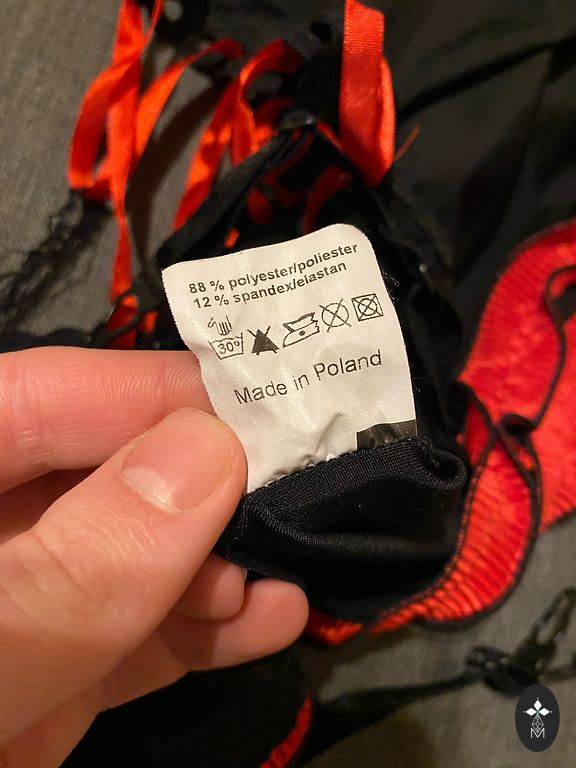 88 % polyester/poliester
12 % spandex/elastan
30°
Made in Poland
M